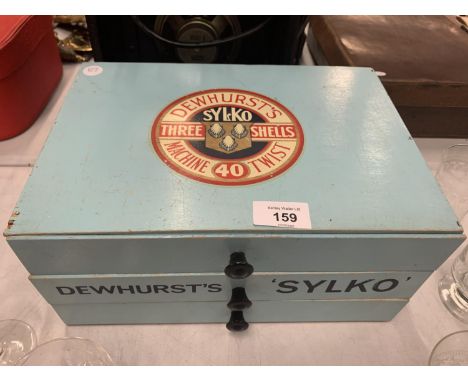 DEWHURST'S
SYLKO
THREE SHELLS
MACHINE 40 TWIST
159
DEWHURST'S 'SYLKO'